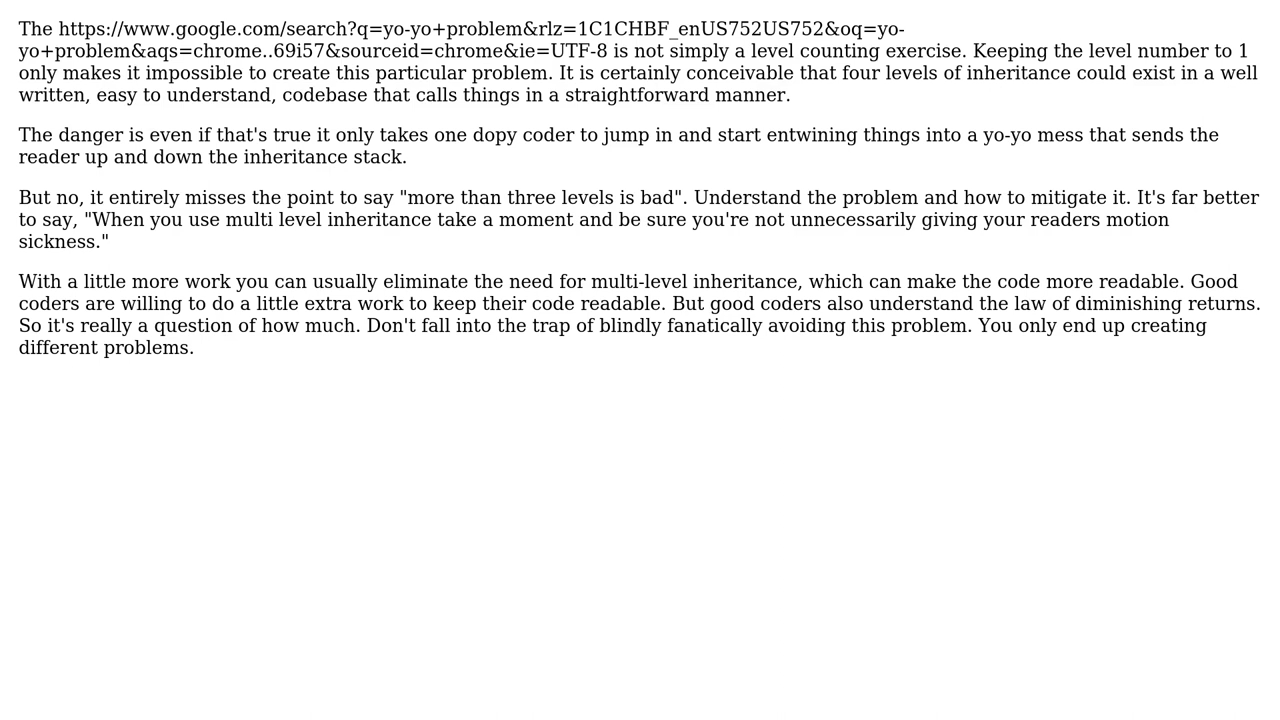 The https://www.google.com/search?q=yo-yo+problem&rlz=1C1CHBF_enUS752US752&oq=yo-
yo+problem&aqs=chrome..69i57&sourceid=chrome&ie=UTF-8 is not simply a level counting exercise. Keeping the level number to 1
only makes it impossible to create this particular problem. It is certainly conceivable that four levels of inheritance could exist in a well
written, easy to understand, codebase that calls things in a straightforward manner.
The danger is even if that's true it only takes one dopy coder to jump in and start entwining things into a yo-yo mess that sends the
reader up and down the inheritance stack.
But no, it entirely misses the point to say "more than three levels is bad". Understand the problem and how to mitigate it. It's far better
to say, "When you use multi level inheritance take a moment and be sure you're not unnecessarily giving your readers motion
sickness."
With a little more work you can usually eliminate the need for multi-level inheritance, which can make the code more readable. Good
coders are willing to do a little extra work to keep their code readable. But good coders also understand the law of diminishing returns.
So it's really a question of how much. Don't fall into the trap of blindly fanatically avoiding this problem. You only end up creating
different problems.